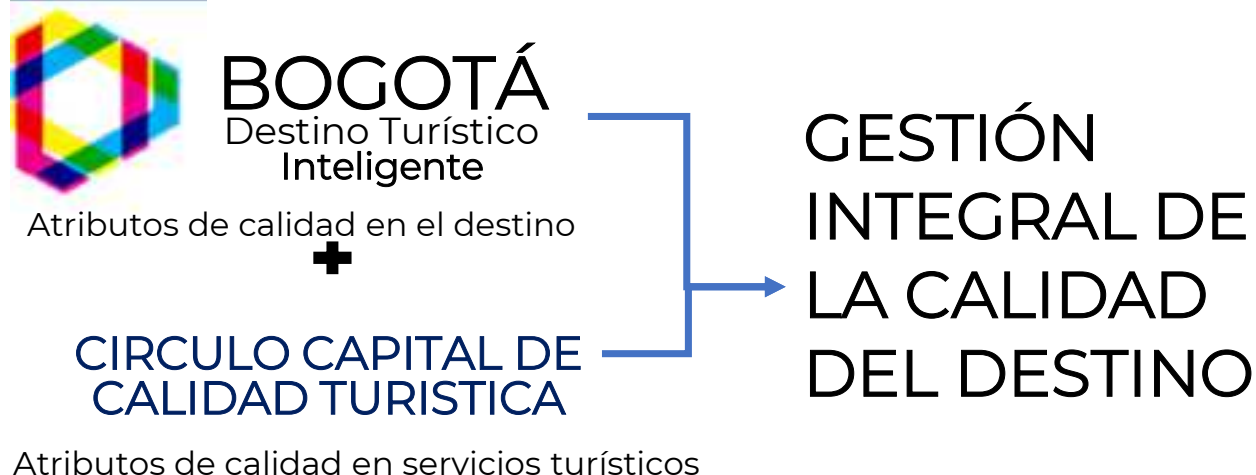 BOGOTÁ
Destino Turístico
Inteligente
Atributos de calidad en el destino
+
CIRCULO CAPITAL DE
CALIDAD TURISTICA
Atributos de calidad en servicios turísticos
GESTIÓN
INTEGRAL DE
LA CALIDAD
DEL DESTINO